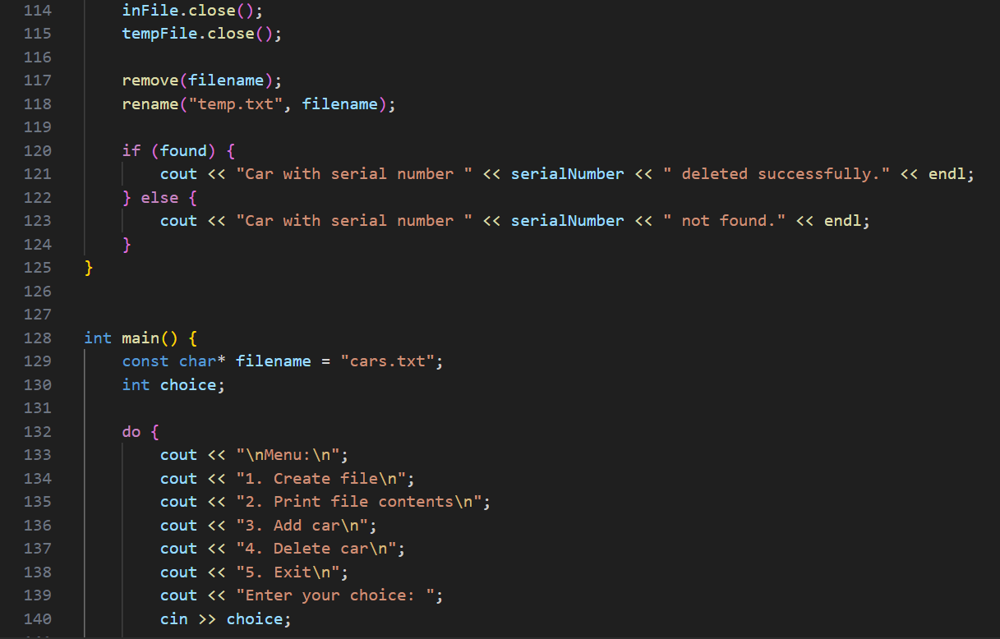 114 inFile.close();
115 tempFile.close();
116
117 remove(filename);
118 rename("temp.txt", filename);
119
120 if (found) {
121 cout << "Car with serial number " << serialNumber << " deleted successfully." << endl;
122 } else {
123 cout << "Car with serial number " << serialNumber << " not found." << endl;
124 }
125 }
126
127
128 int main() {
129 const char* filename = "cars.txt";
130 int choice;
131
132 do {
133 cout << "\nMenu:\n";
134 cout << "1. Create file\n";
135 cout << "2. Print file contents\n";
136 cout << "3. Add car\n";
137 cout << "4. Delete car\n";
138 cout << "5. Exit\n";
139 cout << "Enter your choice: ";
140 cin >> choice;